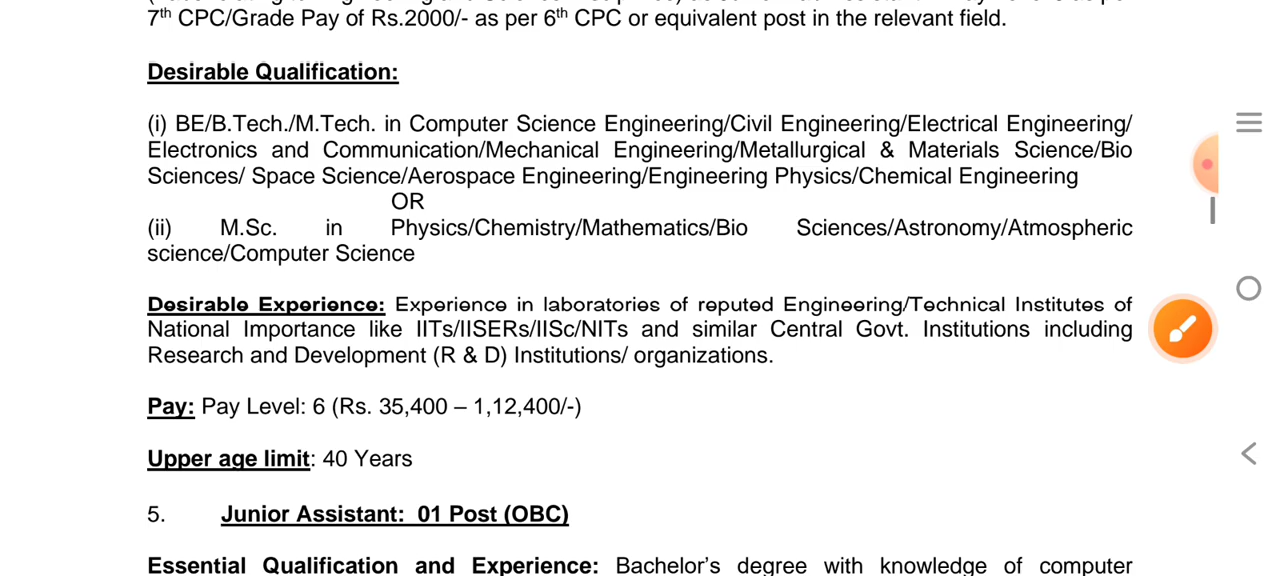 7th CPC/Grade Pay of Rs.2000/- as per 6th CPC or equivalent post in the relevant field.
Desirable Qualification:
(i) BE/B.Tech./M.Tech. in Computer Science Engineering/Civil Engineering/Electrical Engineering/
Electronics and Communication/Mechanical Engineering/Metallurgical & Materials Science/Bio
Sciences/ Space Science/Aerospace Engineering/Engineering Physics/Chemical Engineering
OR
(ii) M.Sc. in Physics/Chemistry/Mathematics/Bio Sciences/Astronomy/Atmospheric
science/Computer Science
Desirable Experience: Experience in laboratories of reputed Engineering/Technical Institutes of
National Importance like IITs/IISERs/IISc/NITs and similar Central Govt. Institutions including
Research and Development (R & D) Institutions/ organizations.
Pay: Pay Level: 6 (Rs. 35,400 – 1,12,400/-)
Upper age limit: 40 Years
5. Junior Assistant: 01 Post (OBC)
Essential Qualification and Experience: Bachelor's degree with knowledge of computer